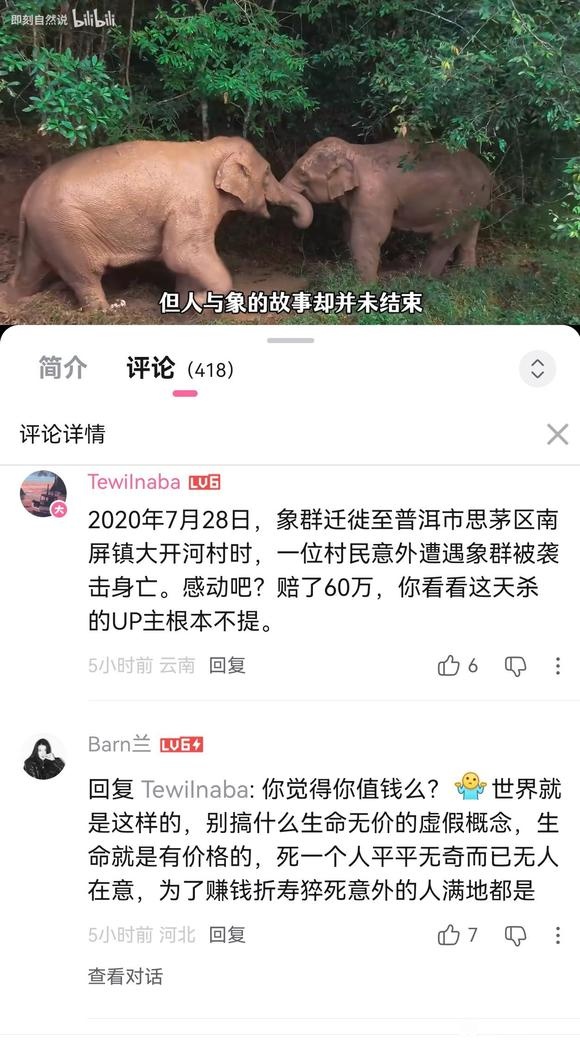 即刻自然说 bilibili
但人与象的故事却并未结束
简介 评论 (418)
评论详情
Tewilnaba LV6
大
2020年7月28日，象群迁徙至普洱市思茅区南
屏镇大开河村时，一位村民意外遭遇象群被袭
击身亡。感动吧？赔了60万，你看看这天杀
的UP主根本不提。
5小时前 云南 回复 6
Barn兰 LV6
回复 Tewilnaba: 你觉得你值钱么？🤷世界就
是这样的，别搞什么生命无价的虚假概念，生
命就是有价格的，死一个人平平无奇而已无人
在意，为了赚钱折寿猝死意外的人满地都是
5小时前 河北 回复 7
查看对话